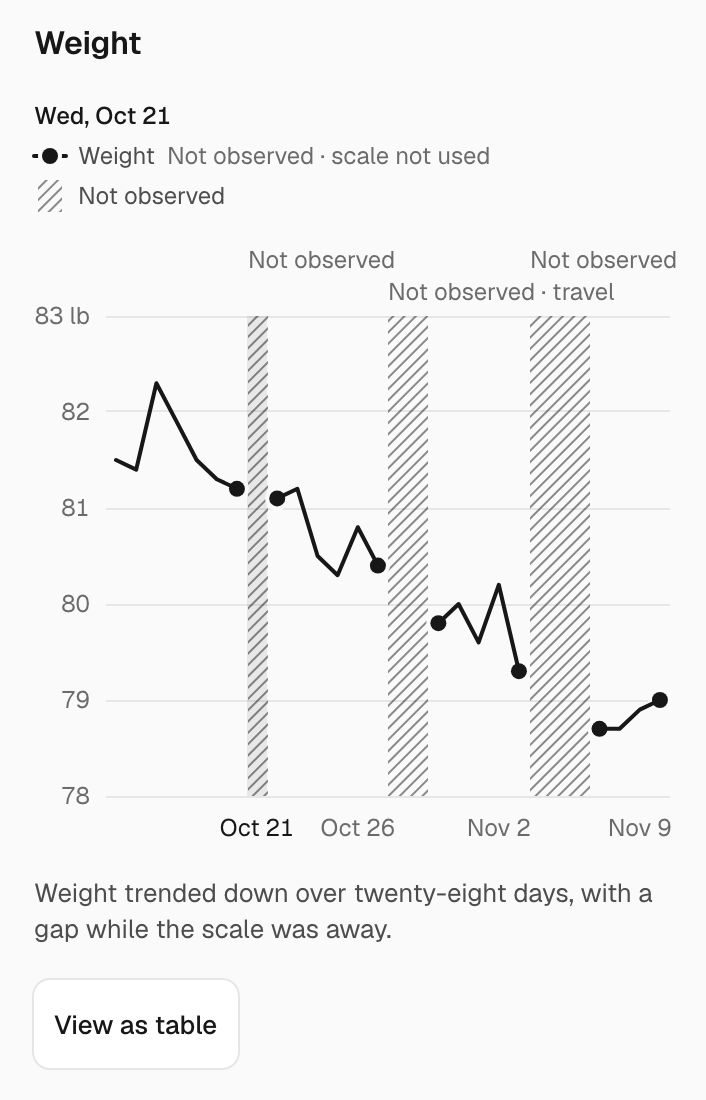 Weight
Wed, Oct 21
Weight Not observed · scale not used
Not observed
Not observed Not observed
Not observed · travel
83 lb
82
81
80
79
78
Oct 21 Oct 26 Nov 2 Nov 9
Weight trended down over twenty-eight days, with a
gap while the scale was away.
View as table